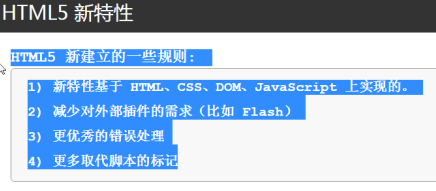 HTML5 新特性
HTML5 新建立的一些规则：
1) 新特性基于 HTML、CSS、DOM、JavaScript 上实现的。
2) 减少对外部插件的需求（比如 Flash）
3) 更优秀的错误处理
4) 更多取代脚本的标记